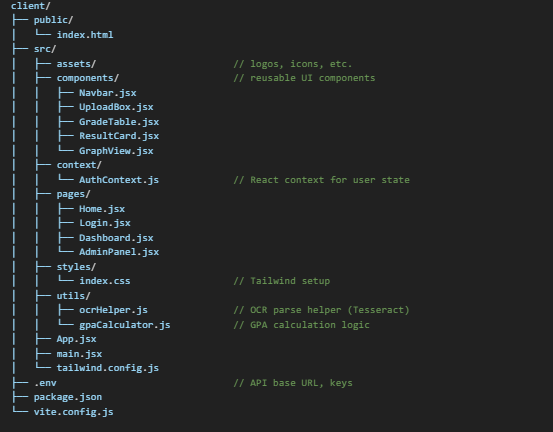 client/
├── public/
│   └── index.html
├── src/
│   ├── assets/                        // logos, icons, etc.
│   ├── components/                    // reusable UI components
│   │   ├── Navbar.jsx
│   │   ├── UploadBox.jsx
│   │   ├── GradeTable.jsx
│   │   ├── ResultCard.jsx
│   │   └── GraphView.jsx
│   ├── context/
│   │   └── AuthContext.js             // React context for user state
│   ├── pages/
│   │   ├── Home.jsx
│   │   ├── Login.jsx
│   │   ├── Dashboard.jsx
│   │   └── AdminPanel.jsx
│   ├── styles/
│   │   └── index.css                  // Tailwind setup
│   ├── utils/
│   │   ├── ocrHelper.js               // OCR parse helper (Tesseract)
│   │   └── gpaCalculator.js           // GPA calculation logic
│   ├── App.jsx
│   ├── main.jsx
│   └── tailwind.config.js
├── .env                               // API base URL, keys
├── package.json
└── vite.config.js